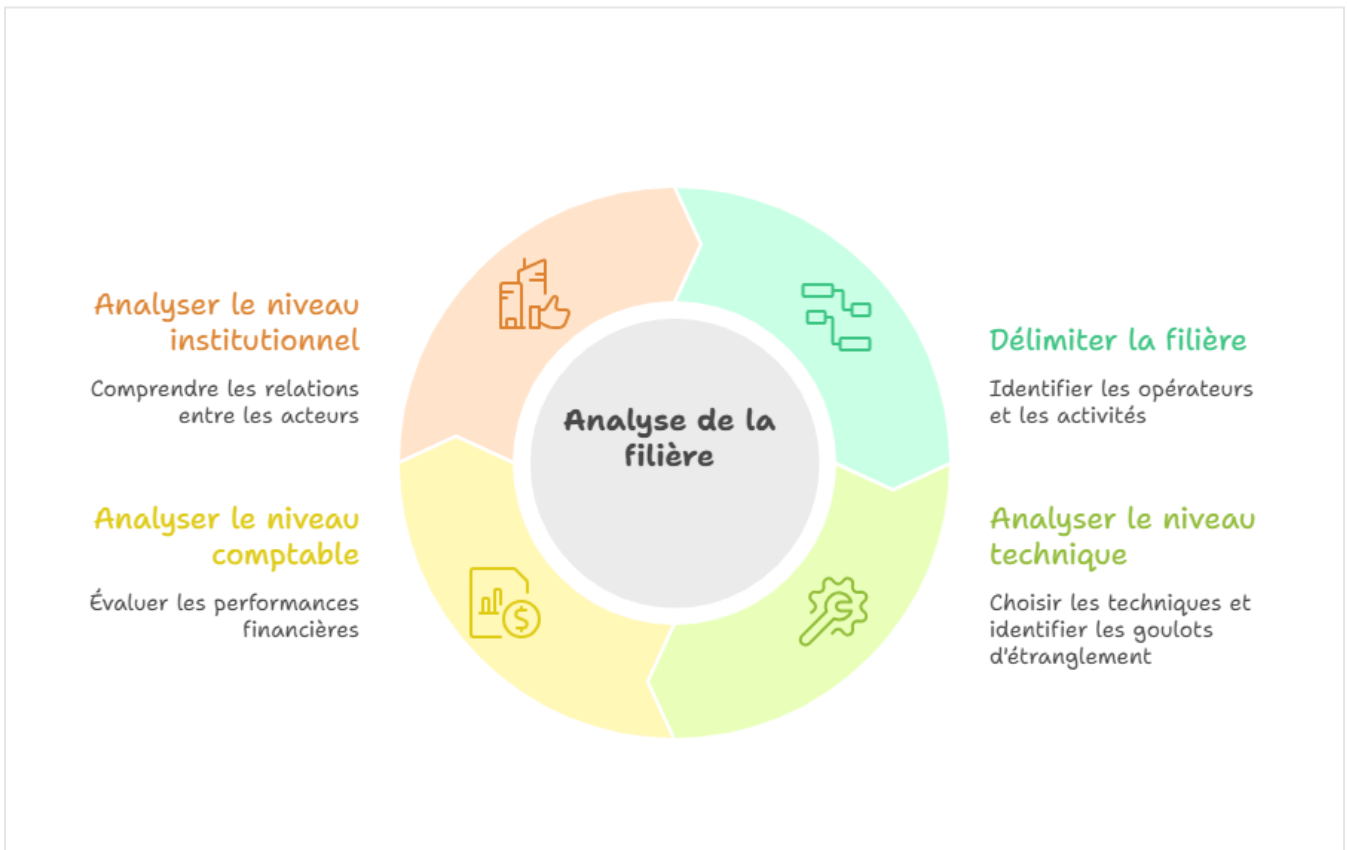 Analyser le niveau
institutionnel
Comprendre les relations
entre les acteurs
Analyse de la
filière
Délimiter la filière
Identifier les opérateurs
et les activités
Analyser le niveau
comptable
Évaluer les performances
financières
$
Analyser le niveau
technique
Choisir les techniques et
identifier les goulots
d'étranglement